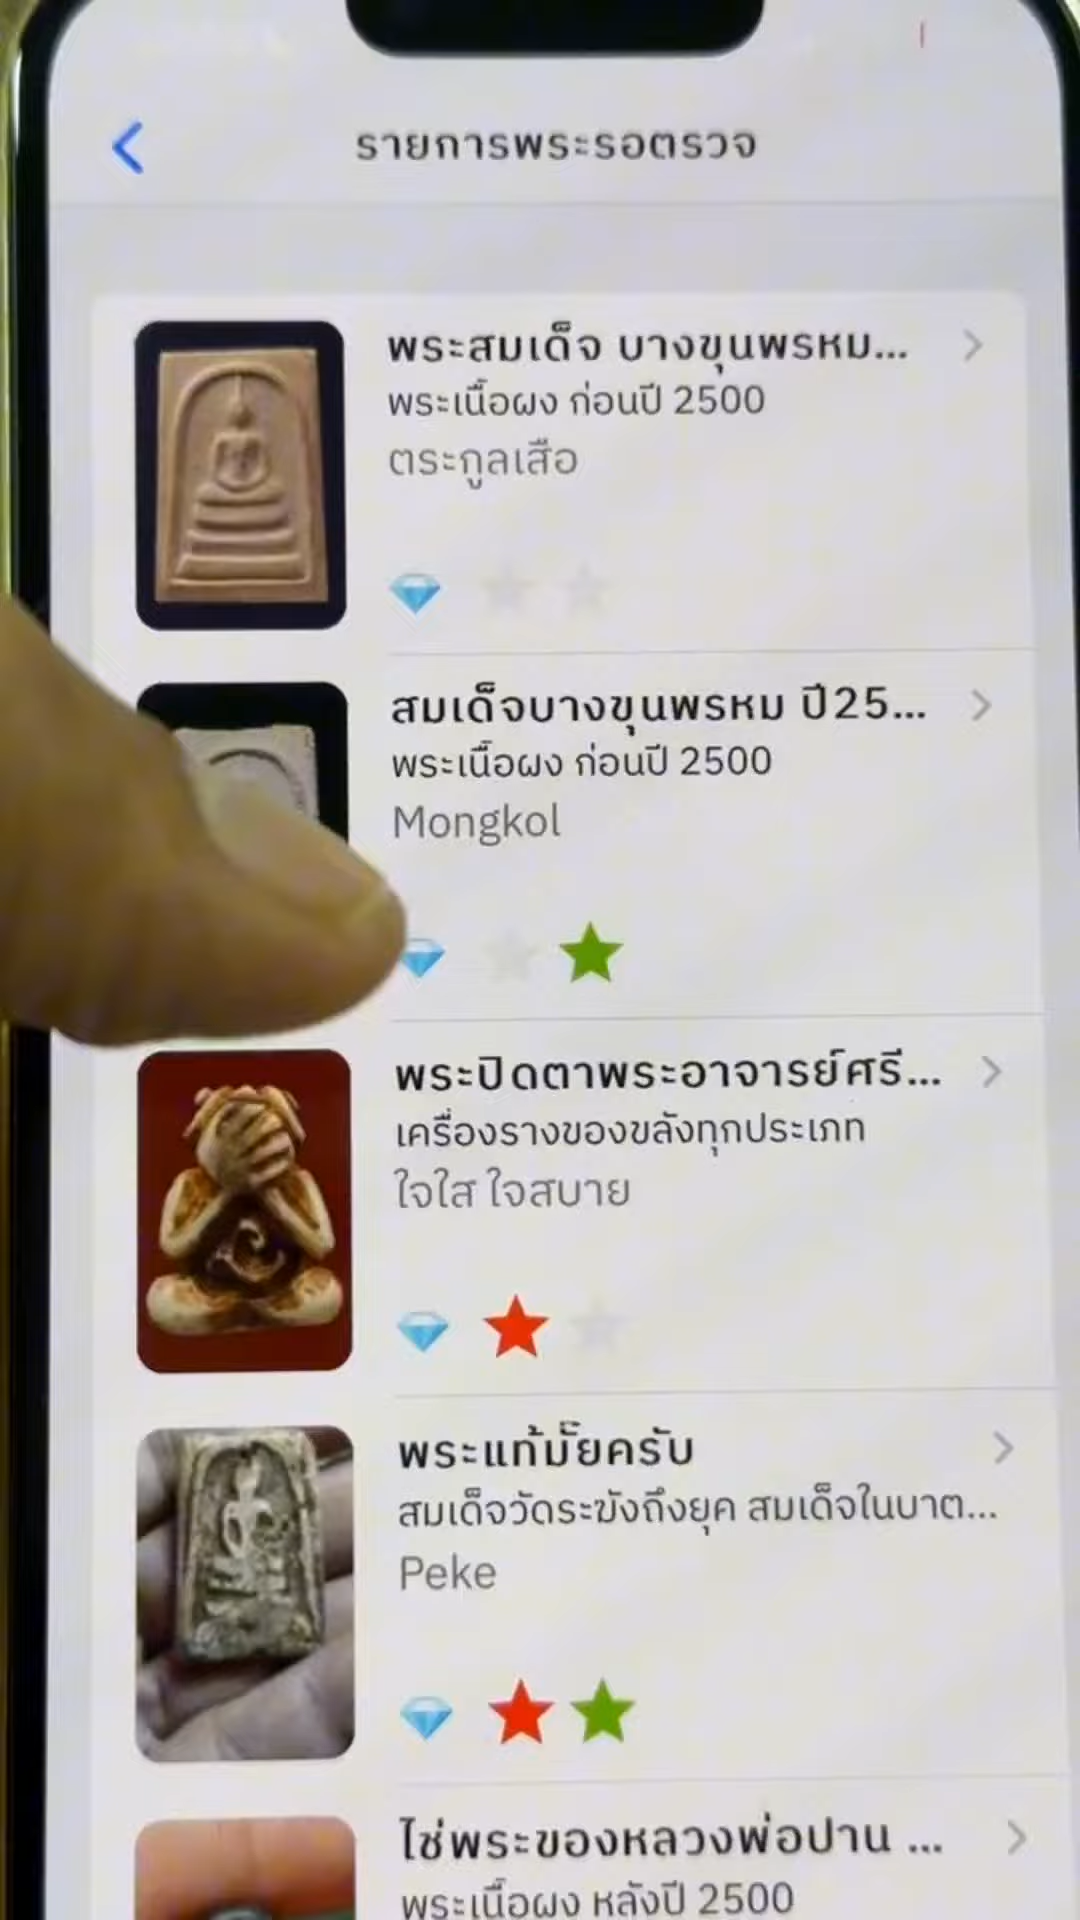 รายการพระรอตรวจ
พระสมเด็จ บางขุนพรหม...
พระเนื้อผง ก่อนปี 2500
ตระกูลเสือ
สมเด็จบางขุนพรหม ปี25...
พระเนื้อผง ก่อนปี 2500
Mongkol
พระปิดตาพระอาจารย์ศรี...
เครื่องรางของขลังทุกประเภท
ใจใส ใจสบาย
พระแท้มั๊ยครับ
สมเด็จวัดระฆังถึงยุค สมเด็จในบาต...
Peke
ไช่พระของหลวงพ่อปาน ...
พระเนื้อผง หลังปี 2500